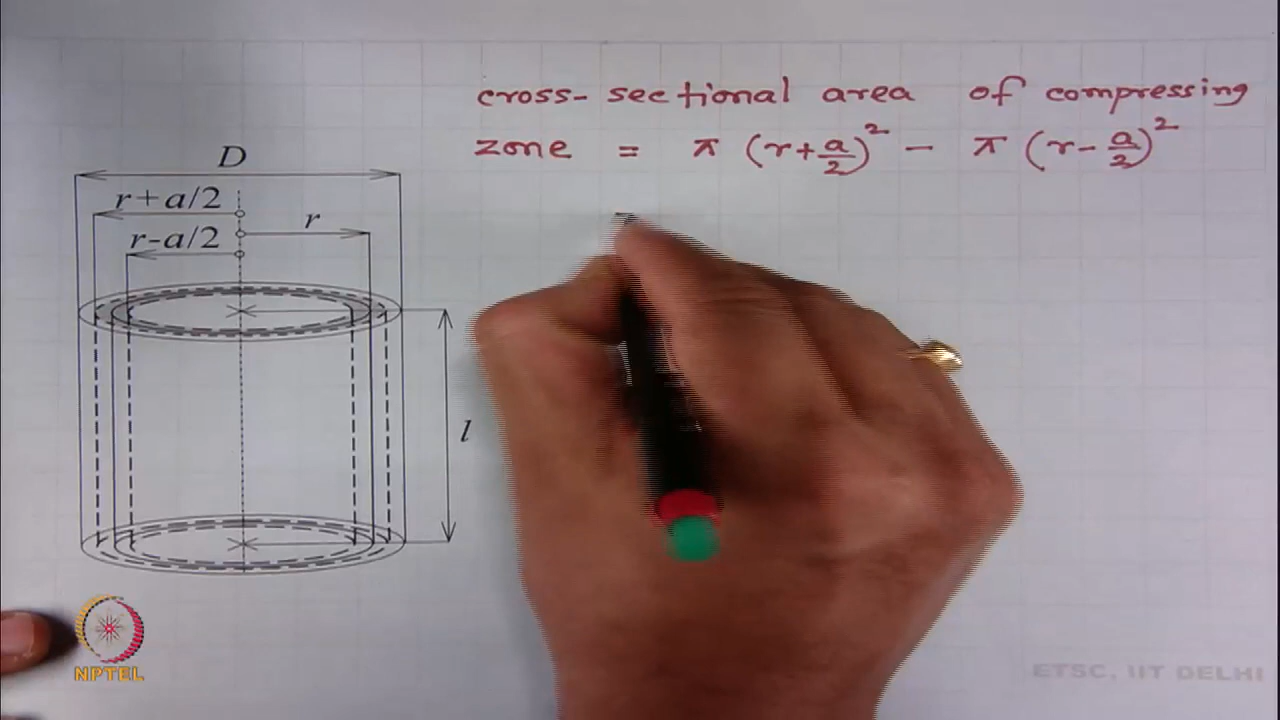 cross-sectional area of compressing
zone = π (r+a/2)² − π (r−a/2)²
D
r+a/2
r
r-a/2
l
NPTEL
ETSC, IIT DELHI